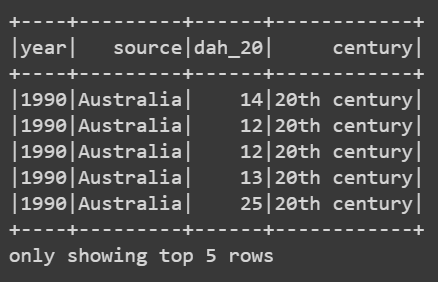 +----+---------+------+------------+
|year|   source|dah_20|     century|
+----+---------+------+------------+
|1990|Australia|    14|20th century|
|1990|Australia|    12|20th century|
|1990|Australia|    12|20th century|
|1990|Australia|    13|20th century|
|1990|Australia|    25|20th century|
+----+---------+------+------------+
only showing top 5 rows